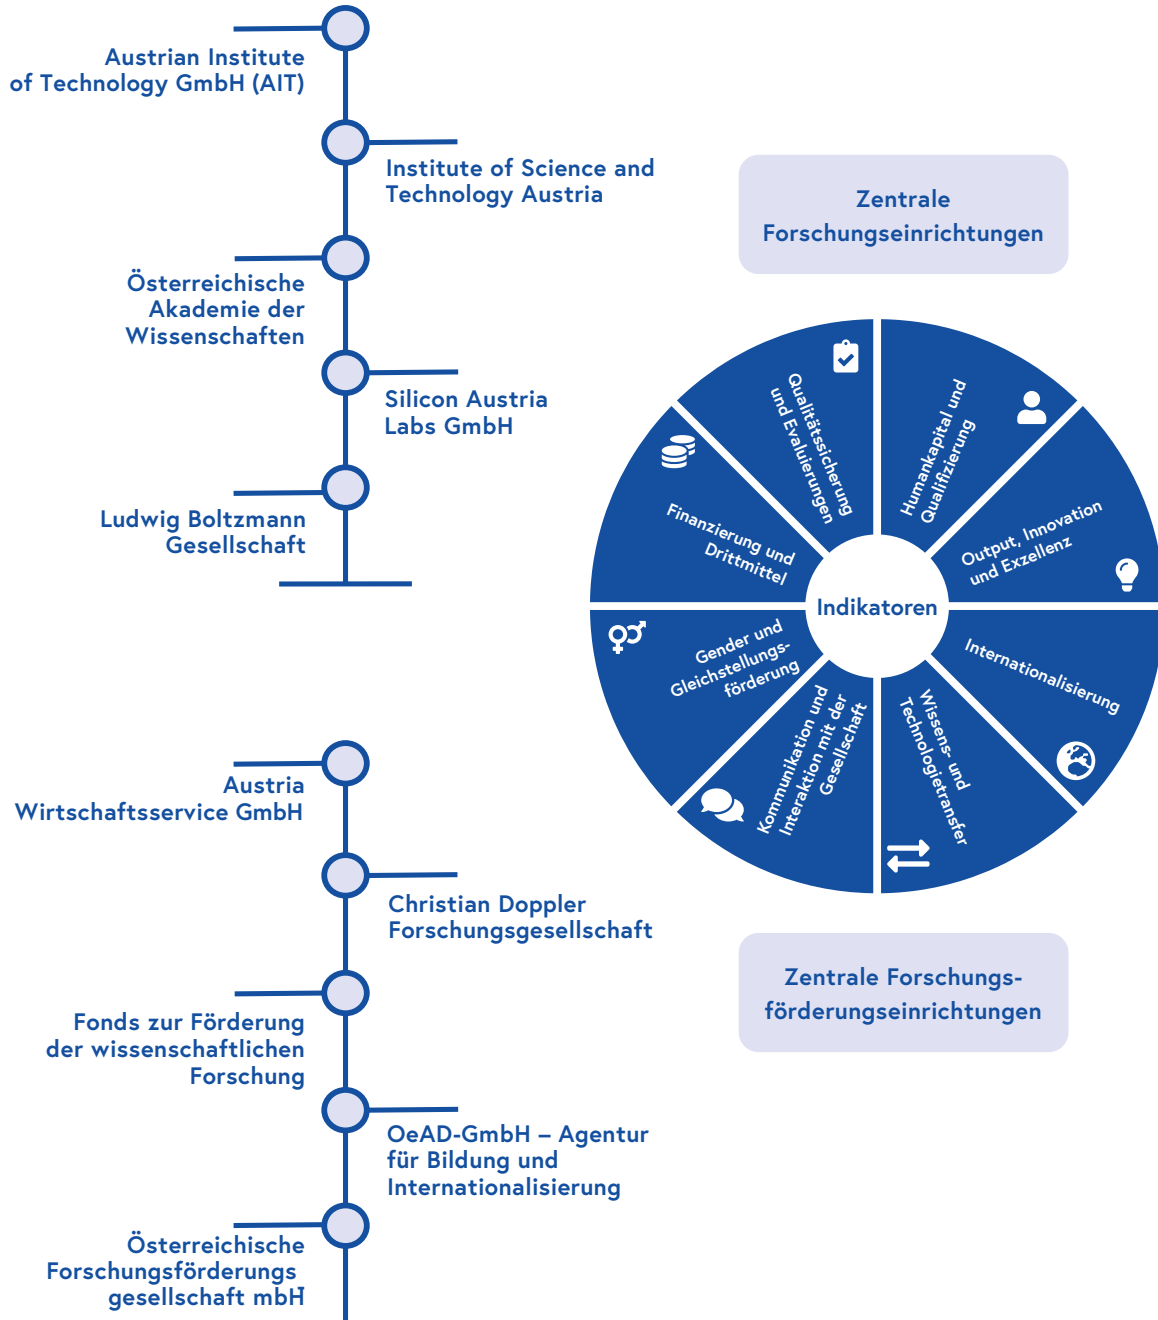 Austrian Institute
of Technology GmbH (AIT)
Institute of Science and
Technology Austria
Österreichische
Akademie der
Wissenschaften
Silicon Austria
Labs GmbH
Ludwig Boltzmann
Gesellschaft
Zentrale
Forschungseinrichtungen
Qualitätssicherung
und Evaluierungen
Humankapital und
Qualifizierung
Output, Innovation
und Exzellenz
Internationalisierung
Wissens- und
Technologietransfer
Kommunikation und
Interaktion mit der
Gesellschaft
Gender und
Gleichstellungs-
förderung
Finanzierung und
Drittmittel
Indikatoren
Zentrale Forschungs-
förderungseinrichtungen
Austria
Wirtschaftsservice GmbH
Christian Doppler
Forschungsgesellschaft
Fonds zur Förderung
der wissenschaftlichen
Forschung
OeAD-GmbH – Agentur
für Bildung und
Internationalisierung
Österreichische
Forschungsförderungs-
gesellschaft mbH